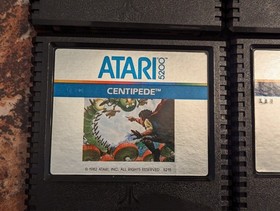 ATARI 5200
CENTIPEDE™
© 1982 ATARI, INC. ALL RIGHTS RESERVED